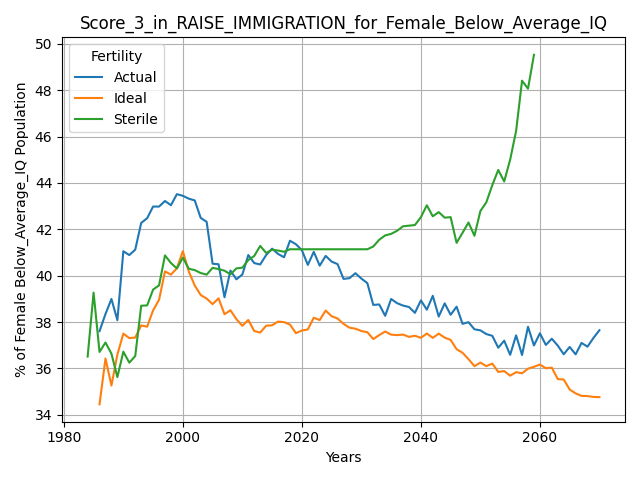 Score_3_in_RAISE_IMMIGRATION_for_Female_Below_Average_IQ
% of Female Below_Average_IQ Population
50
48
46
44
42
40
38
36
34
Fertility
Actual
Ideal
Sterile
1980
2000
2020
2040
2060
Years